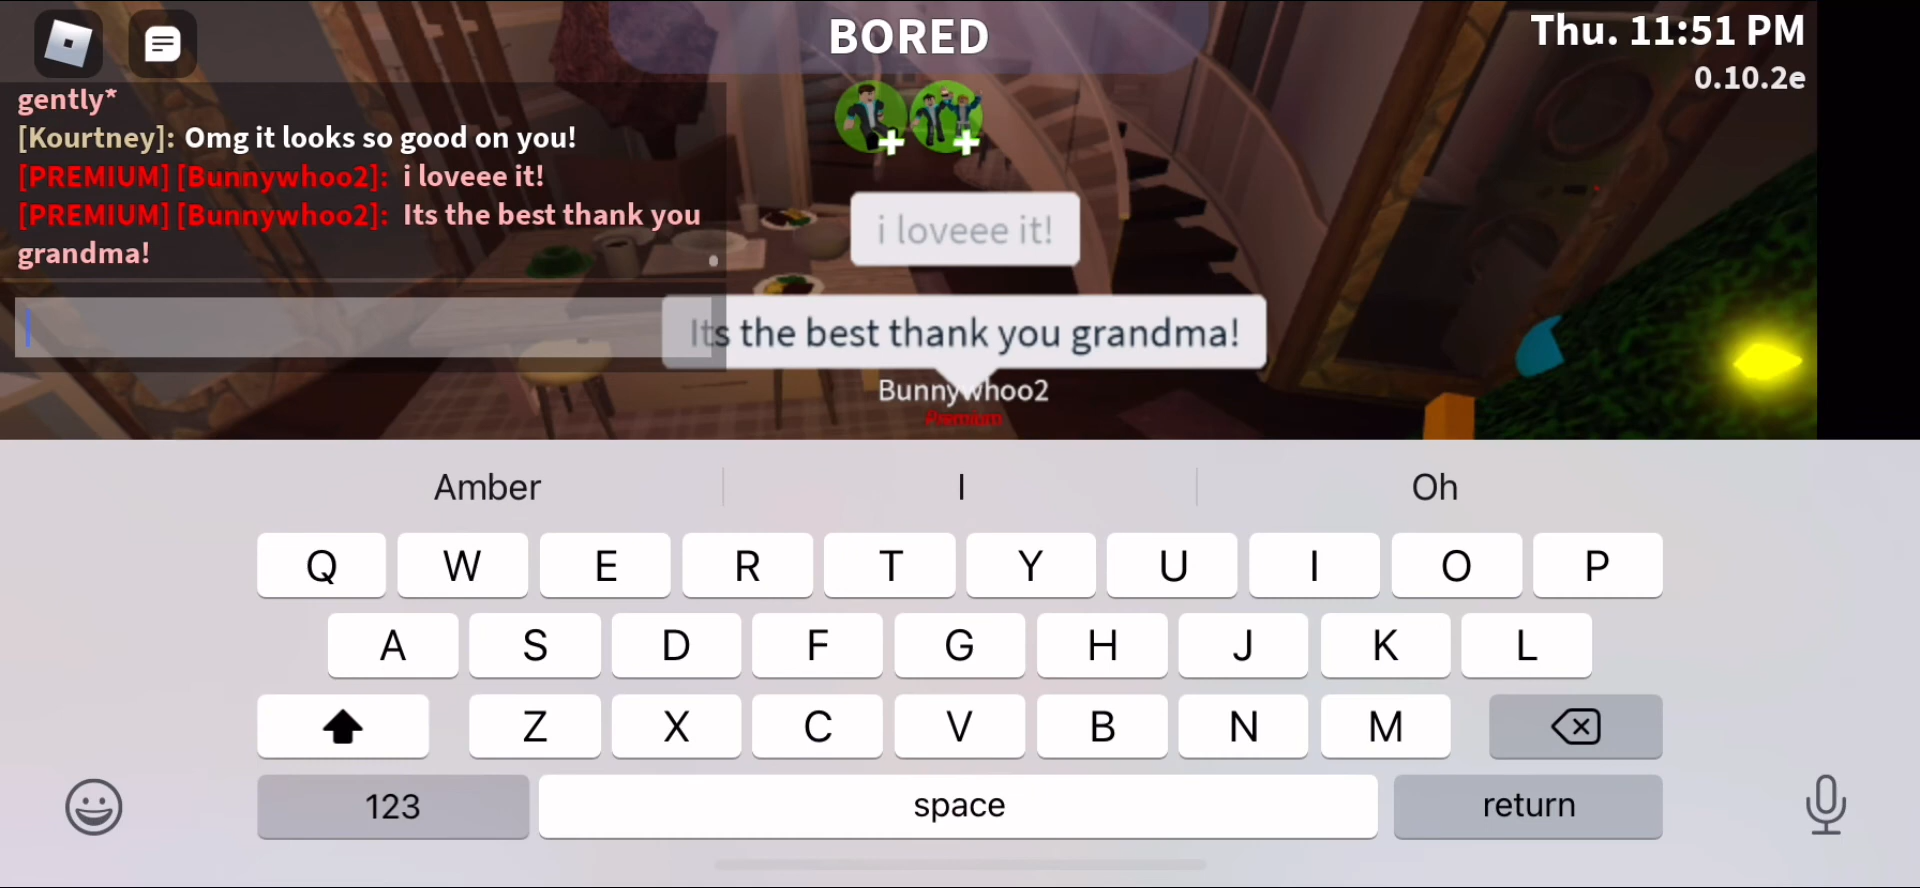 BORED
Thu. 11:51 PM
0.10.2e
gently*
[Kourtney]: Omg it looks so good on you!
[PREMIUM] [Bunnywhoo2]: i loveee it!
[PREMIUM] [Bunnywhoo2]: Its the best thank you
grandma!
i loveee it!
Its the best thank you grandma!
Bunnywhoo2
Premium
Amber I Oh
Q W E R T Y U I O P
A S D F G H J K L
Z X C V B N M
123 space return